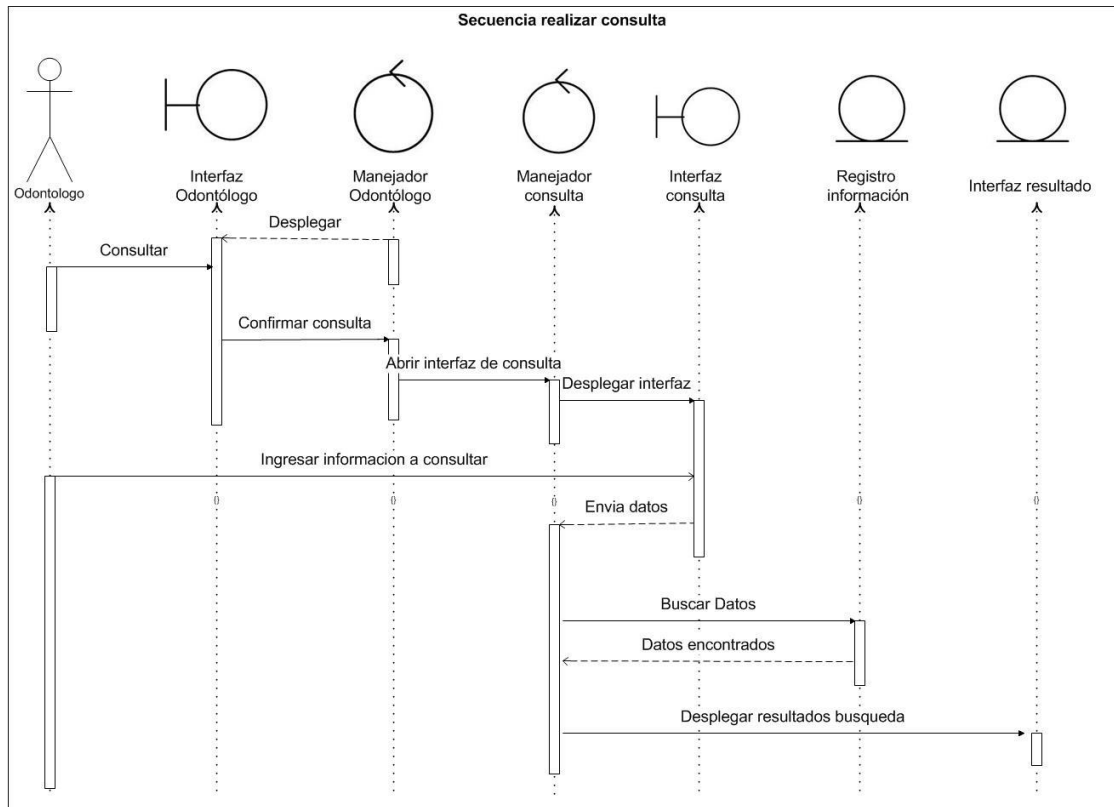 Secuencia realizar consulta
Odontologo
Interfaz
Odontólogo
Manejador
Odontólogo
Manejador
consulta
Interfaz
consulta
Registro
información
Interfaz resultado
Desplegar
Consultar
Confirmar consulta
Abrir interfaz de consulta
Desplegar interfaz
Ingresar informacion a consultar
{}
{}
{}
{}
{}
Envia datos
Buscar Datos
Datos encontrados
Desplegar resultados busqueda